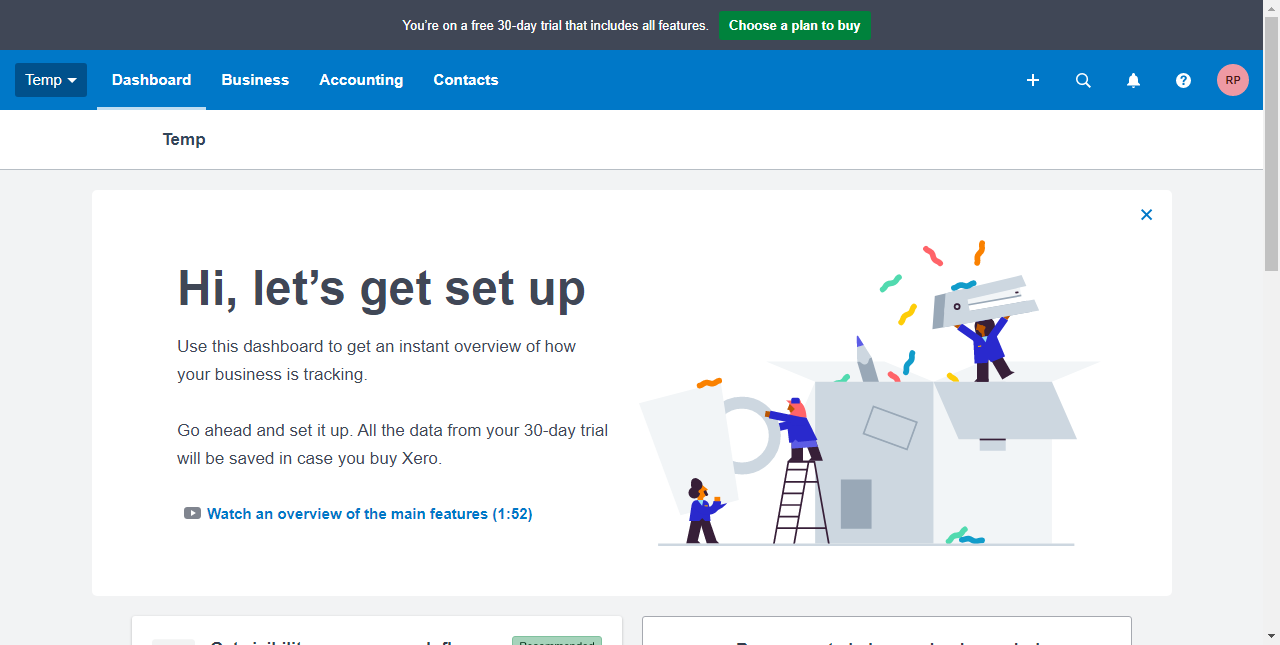 You're on a free 30-day trial that includes all features. Choose a plan to buy
Temp Dashboard Business Accounting Contacts RP
Temp
Hi, let’s get set up
Use this dashboard to get an instant overview of how
your business is tracking.
Go ahead and set it up. All the data from your 30-day trial
will be saved in case you buy Xero.
Watch an overview of the main features (1:52)
Recommended